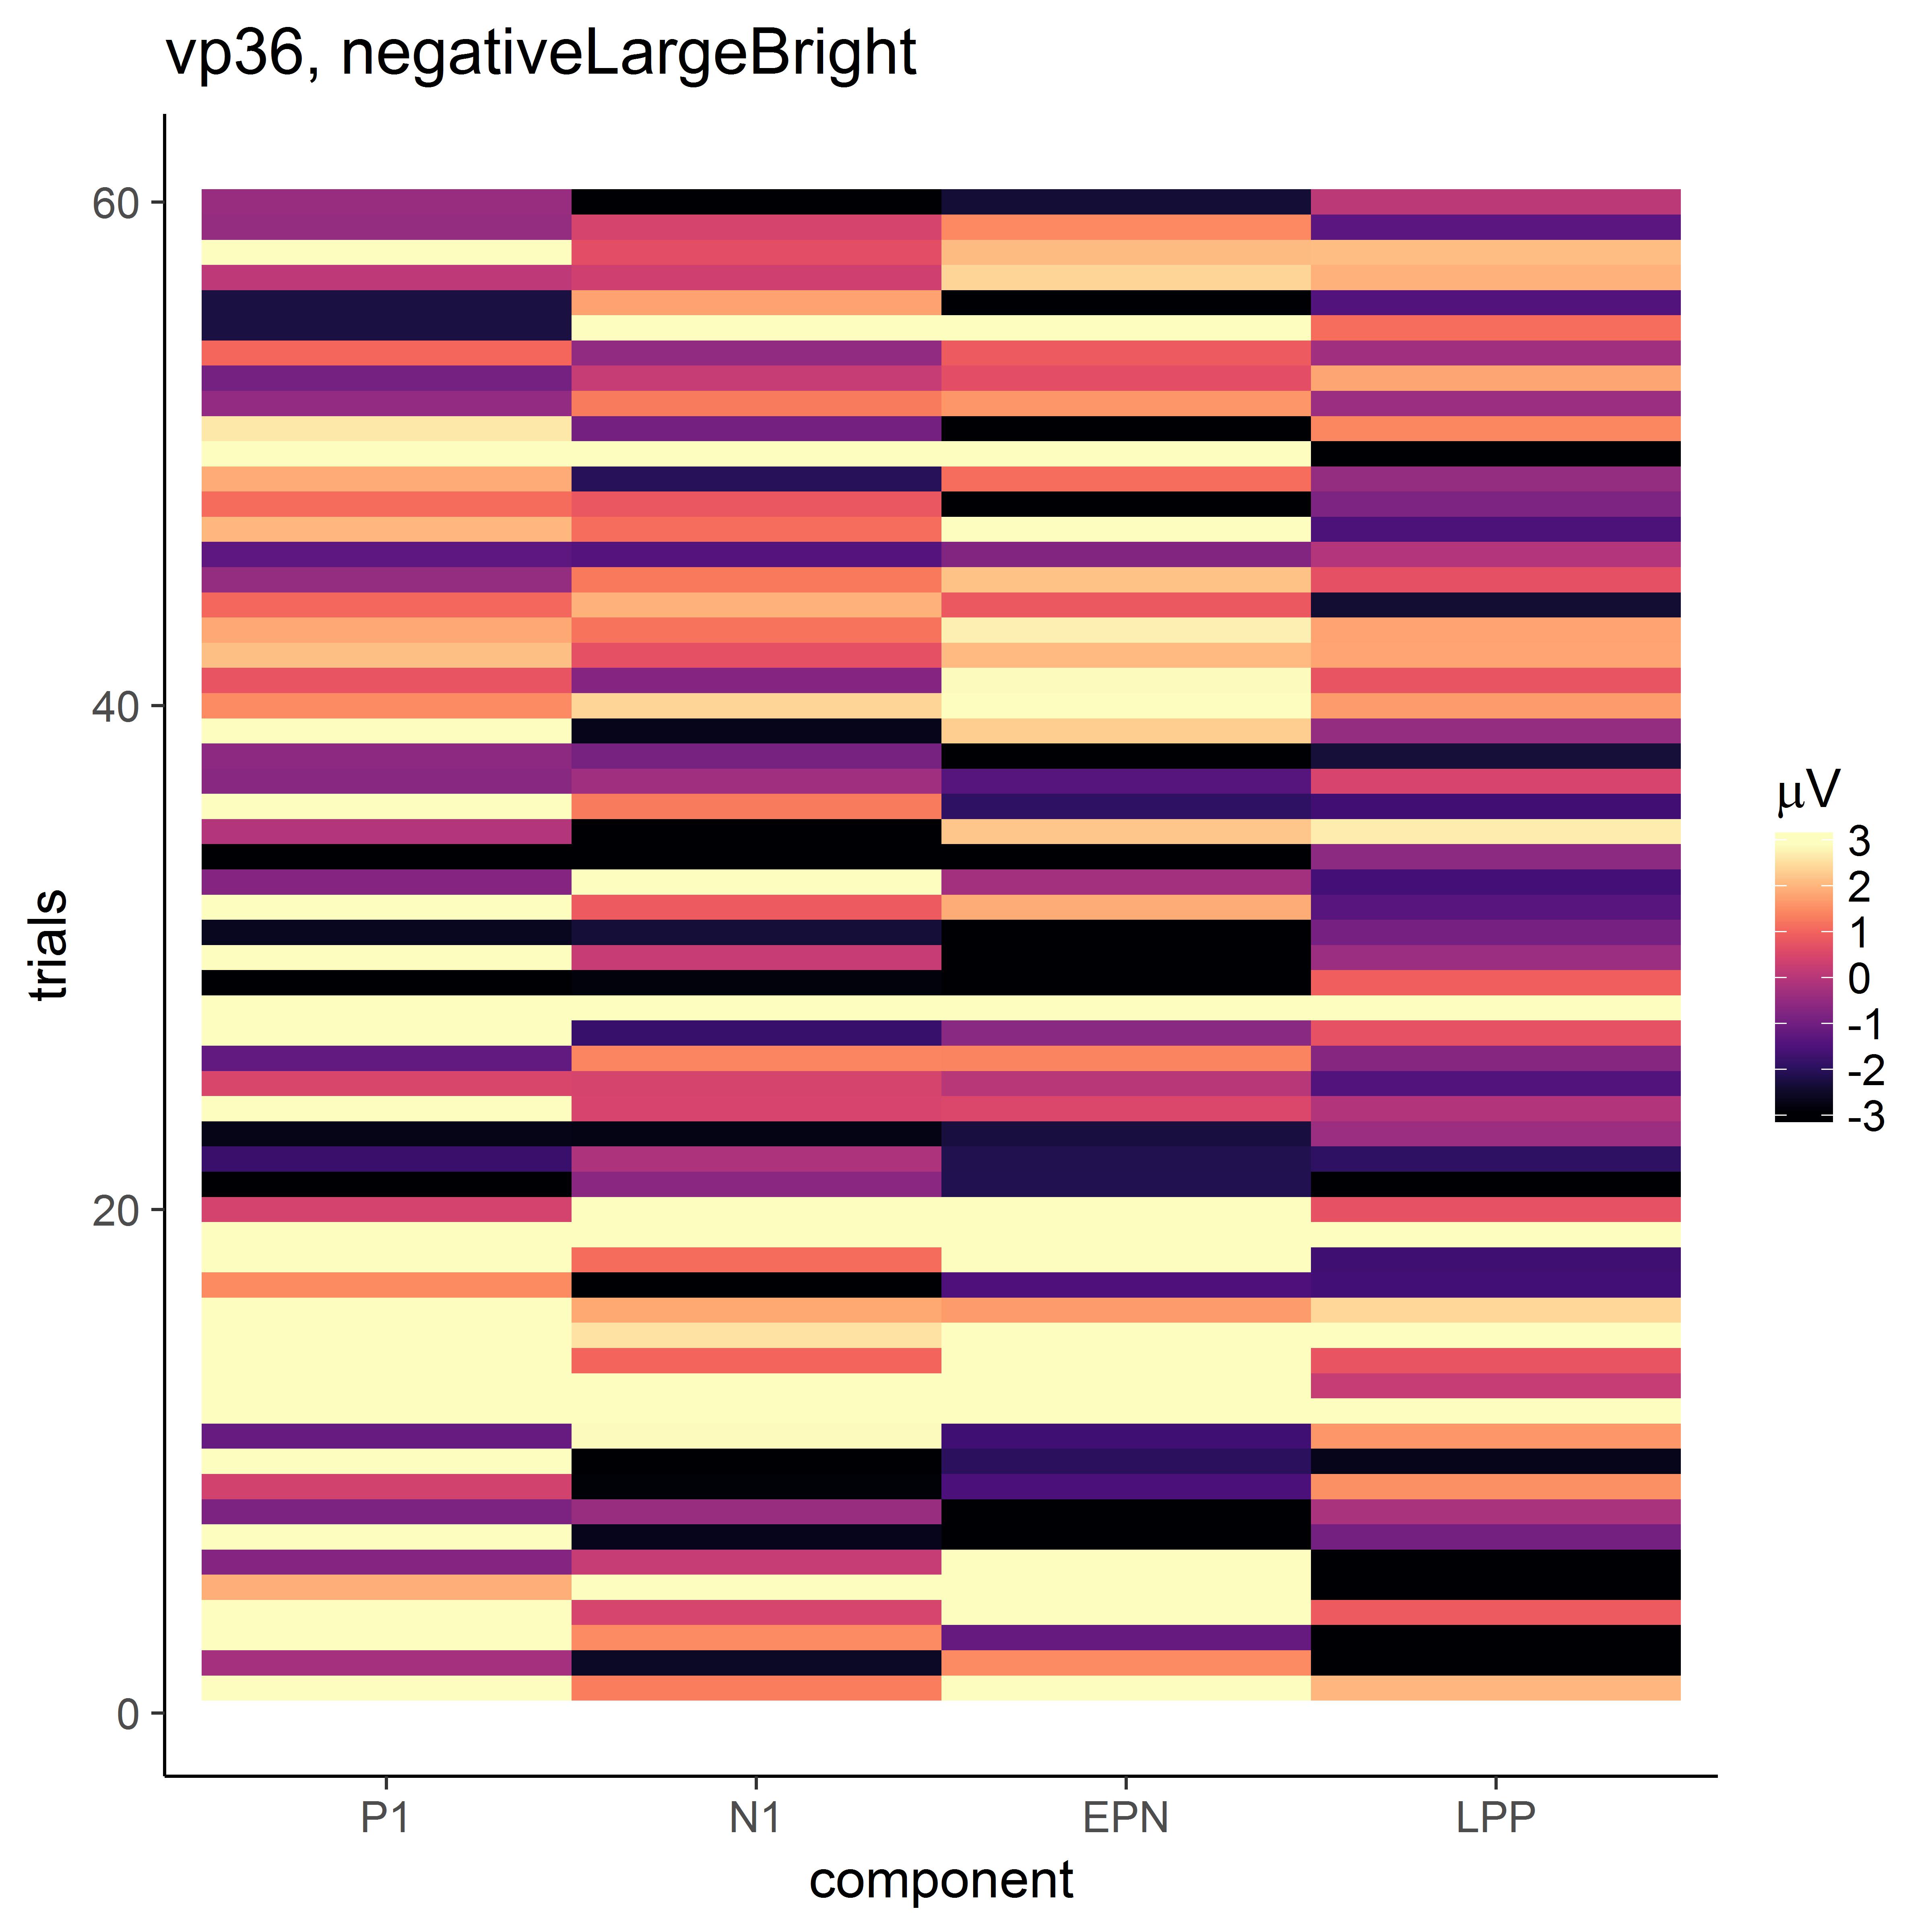 vp36, negativeLargeBright
60
40
20
0
trials
P1 N1 EPN LPP
component
μV
3
2
1
0
-1
-2
-3